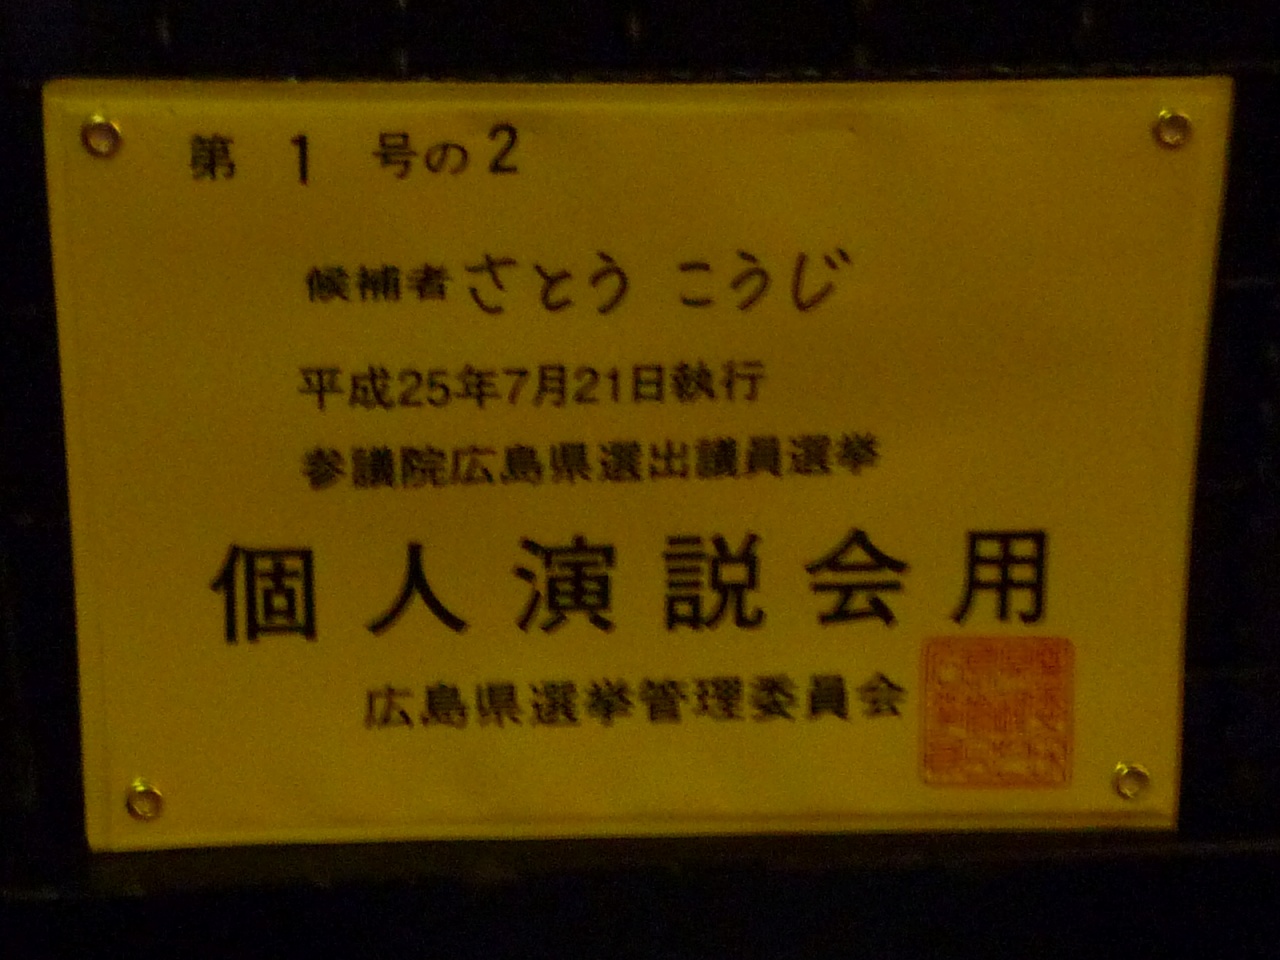 第 1 号の2
候補者 さとう こうじ
平成25年7月21日執行
参議院広島県選出議員選挙
個人演説会用
広島県選挙管理委員会